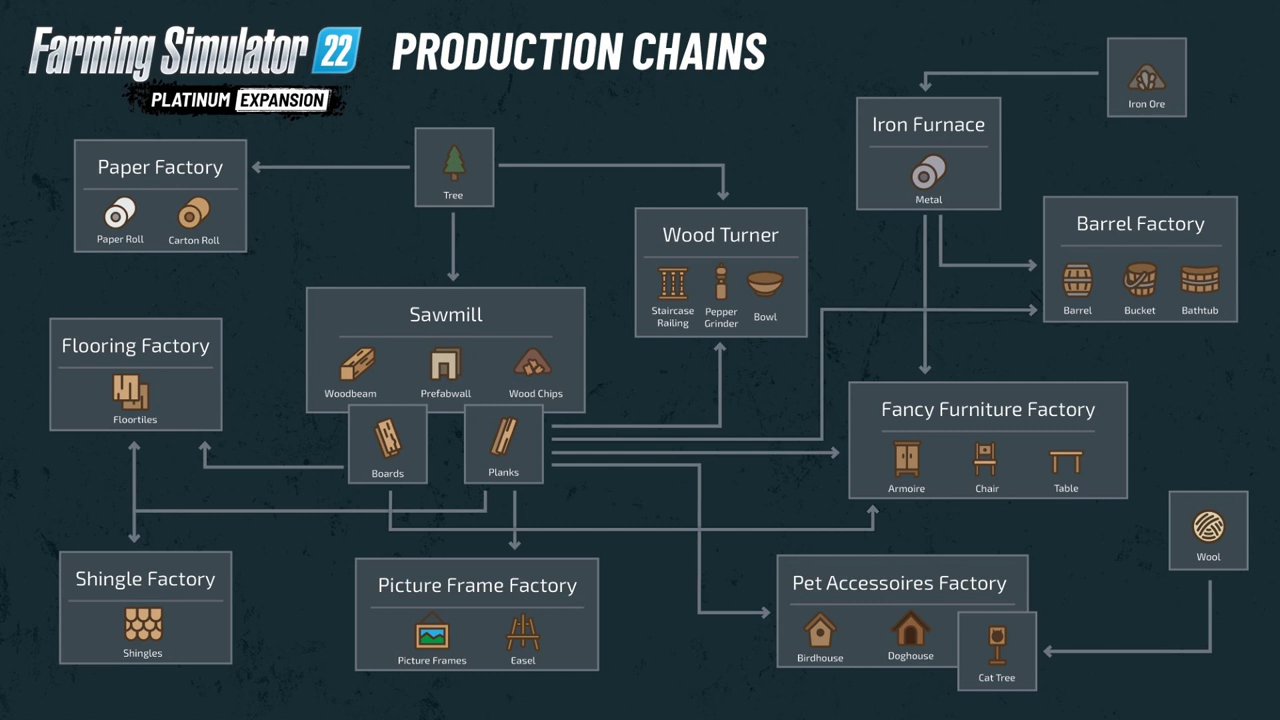 Farming Simulator 22
PLATINUM EXPANSION
PRODUCTION CHAINS
Iron Ore
Iron Furnace
Metal
Paper Factory
Paper Roll
Carton Roll
Tree
Wood Turner
Staircase
Railing
Pepper
Grinder
Bowl
Barrel Factory
Barrel
Bucket
Bathtub
Sawmill
Woodbeam
Prefabwall
Wood Chips
Boards
Planks
Flooring Factory
Floortiles
Fancy Furniture Factory
Armoire
Chair
Table
Wool
Shingle Factory
Shingles
Picture Frame Factory
Picture Frames
Easel
Pet Accessoires Factory
Birdhouse
Doghouse
Cat Tree